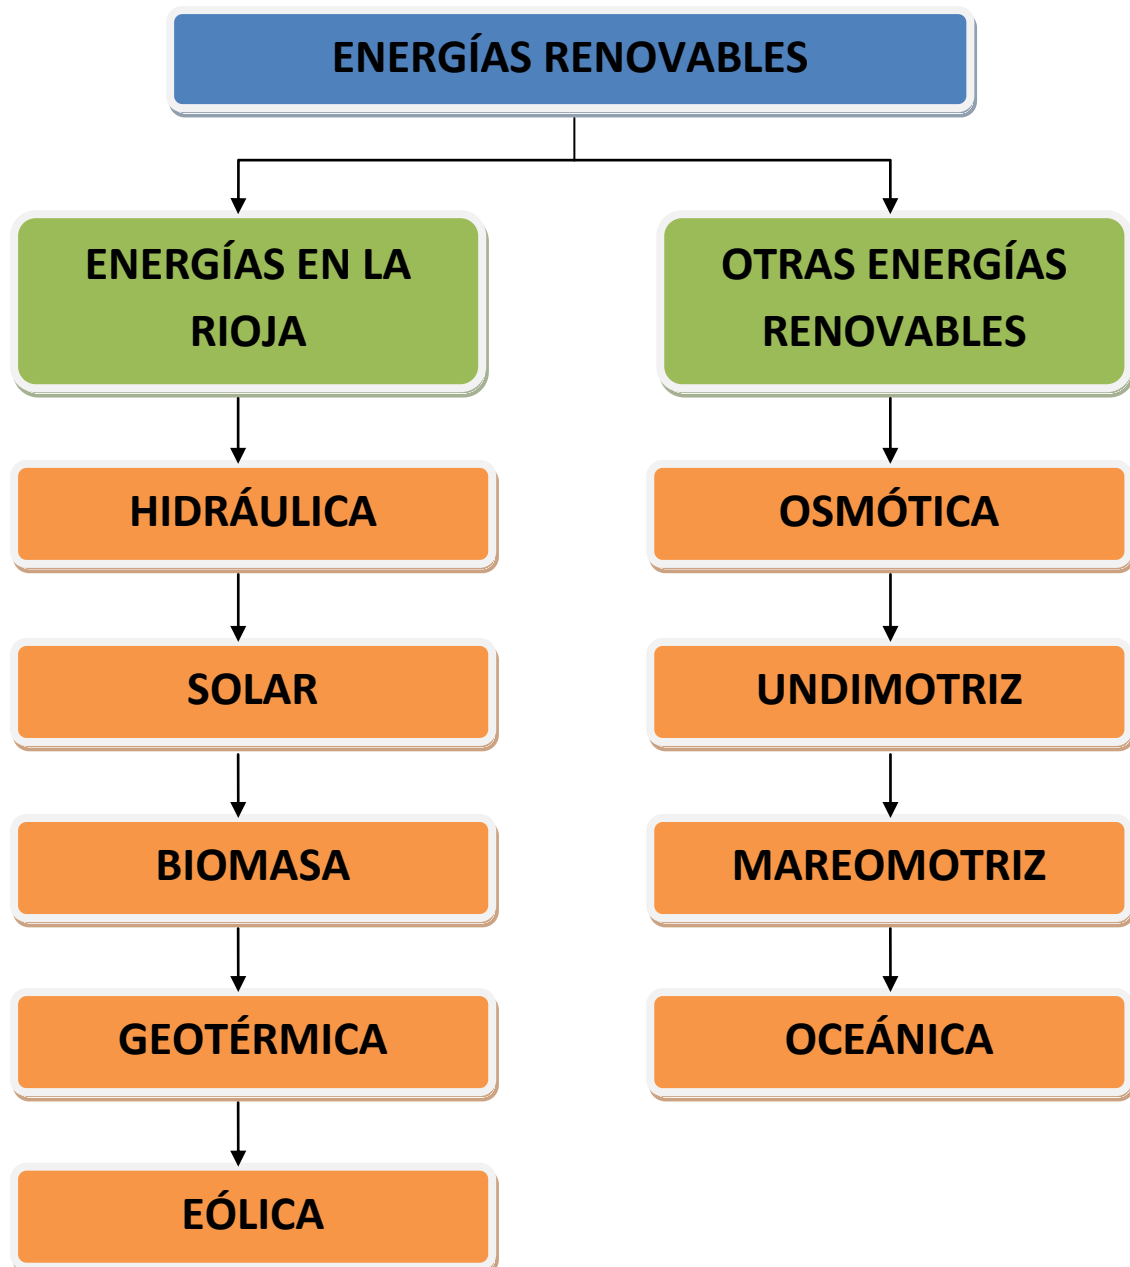 ENERGÍAS RENOVABLES
ENERGÍAS EN LA
RIOJA
HIDRÁULICA
SOLAR
BIOMASA
GEOTÉRMICA
EÓLICA
OTRAS ENERGÍAS
RENOVABLES
OSMÓTICA
UNDIMOTRIZ
MAREOMOTRIZ
OCEÁNICA